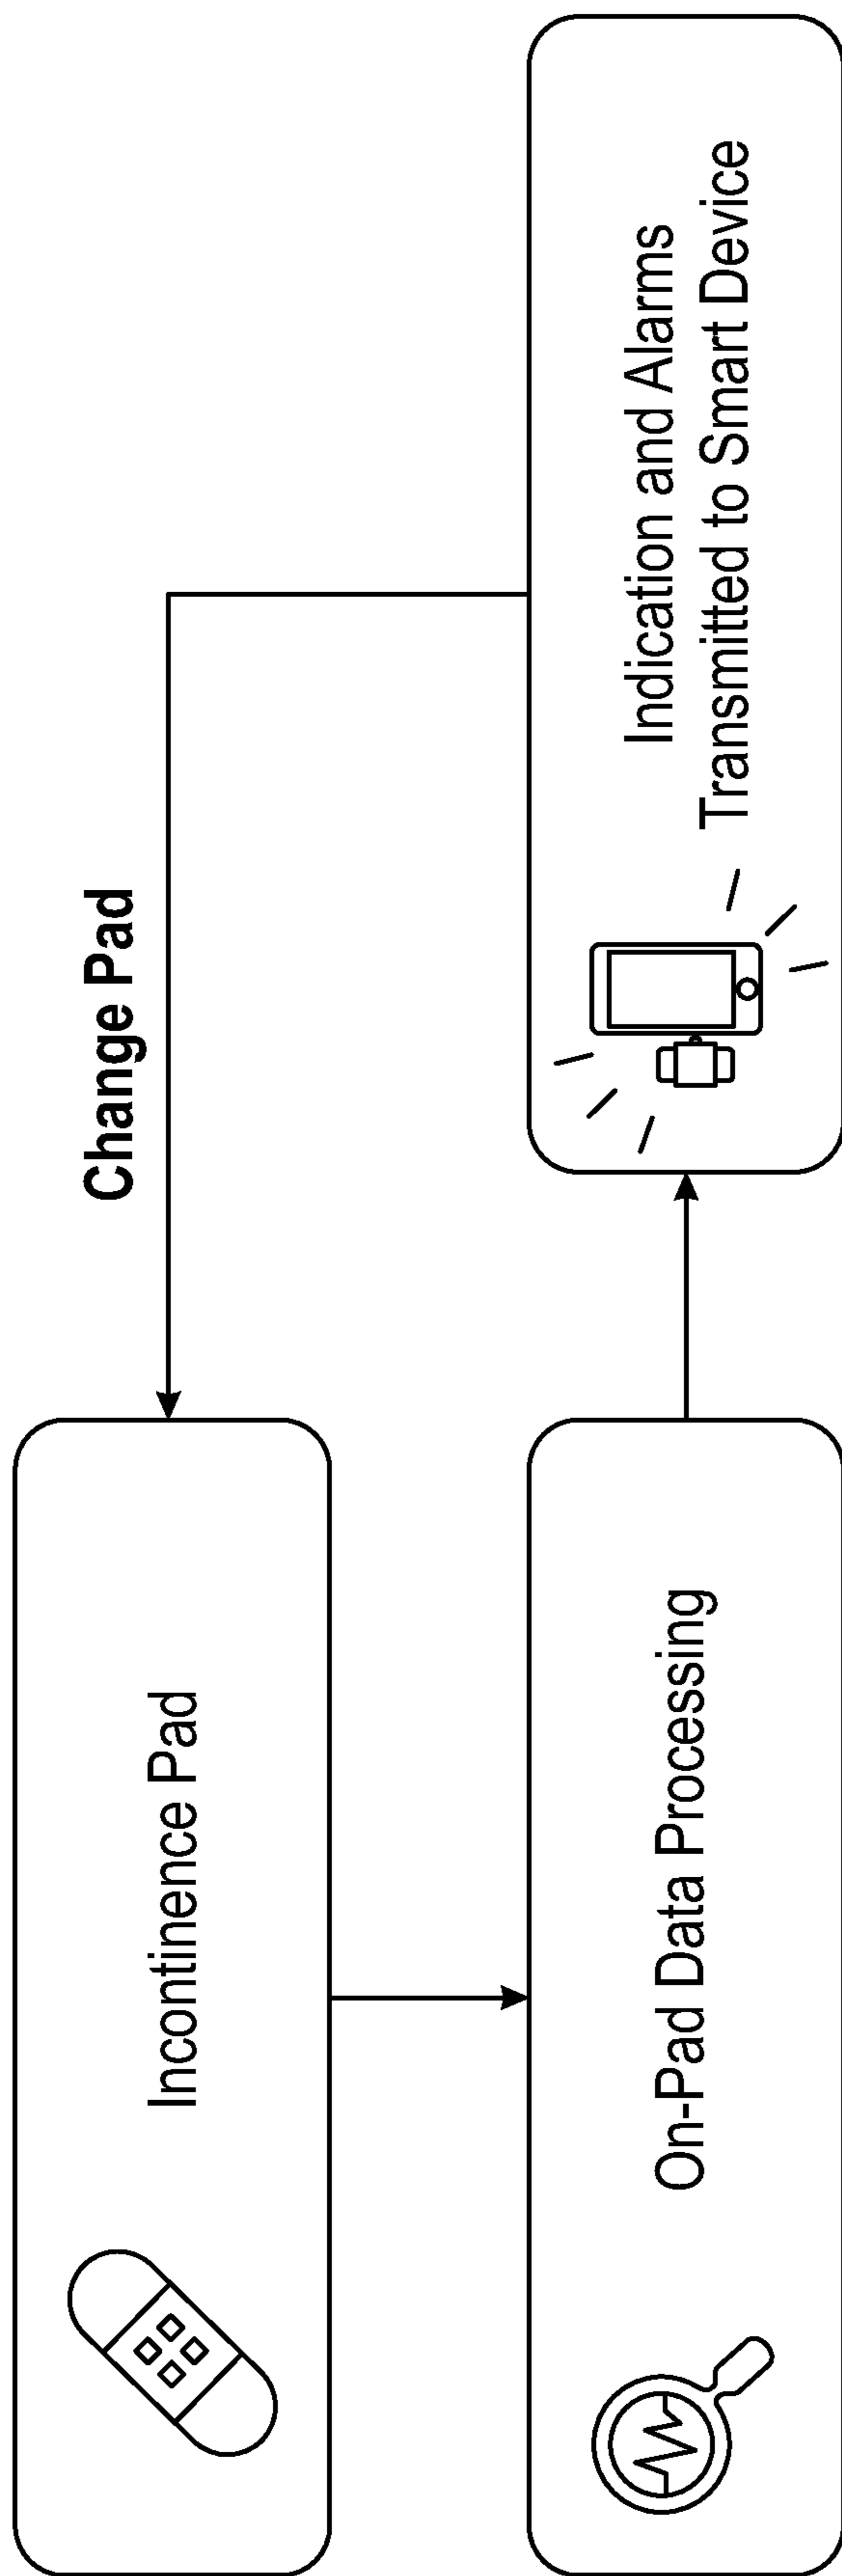 Incontinence Pad
Change Pad
On-Pad Data Processing
Indication and Alarms
Transmitted to Smart Device